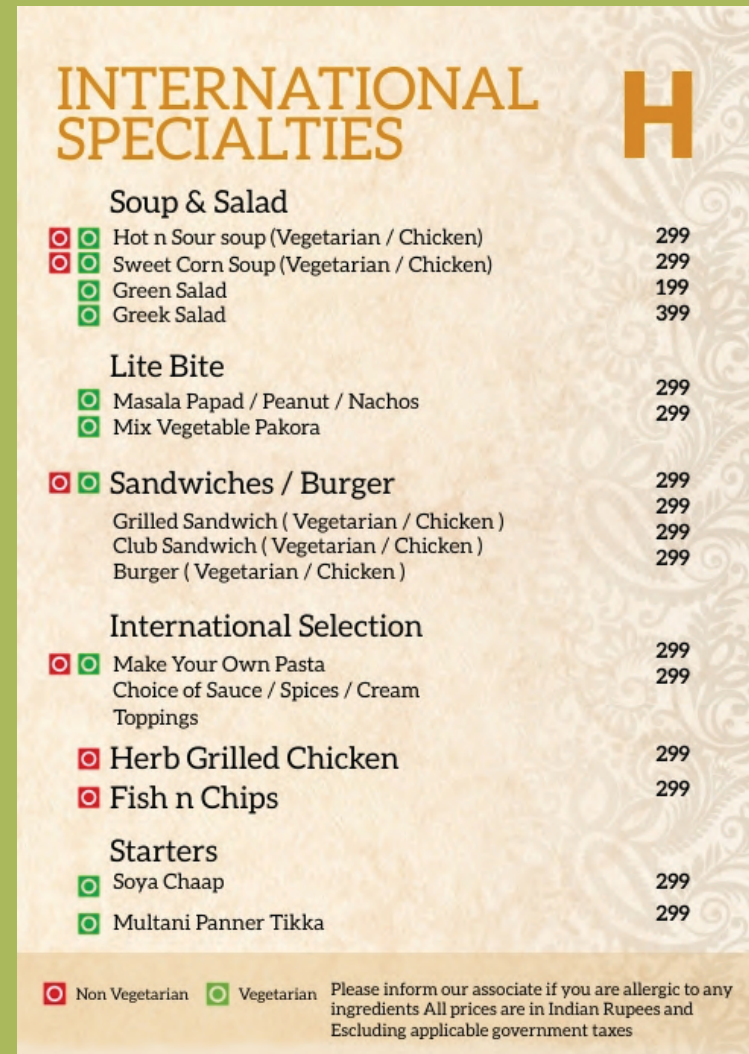 INTERNATIONAL
SPECIALTIES
H
Soup & Salad
Hot n Sour soup (Vegetarian / Chicken) 299
Sweet Corn Soup (Vegetarian / Chicken) 299
Green Salad 199
Greek Salad 399
Lite Bite
Masala Papad / Peanut / Nachos 299
Mix Vegetable Pakora 299
Sandwiches / Burger 299
Grilled Sandwich ( Vegetarian / Chicken ) 299
Club Sandwich ( Vegetarian / Chicken ) 299
Burger ( Vegetarian / Chicken ) 299
International Selection
Make Your Own Pasta 299
Choice of Sauce / Spices / Cream 299
Toppings
Herb Grilled Chicken 299
Fish n Chips 299
Starters
Soya Chaap 299
Multani Panner Tikka 299
Non Vegetarian Vegetarian
Please inform our associate if you are allergic to any
ingredients All prices are in Indian Rupees and
Escluding applicable government taxes